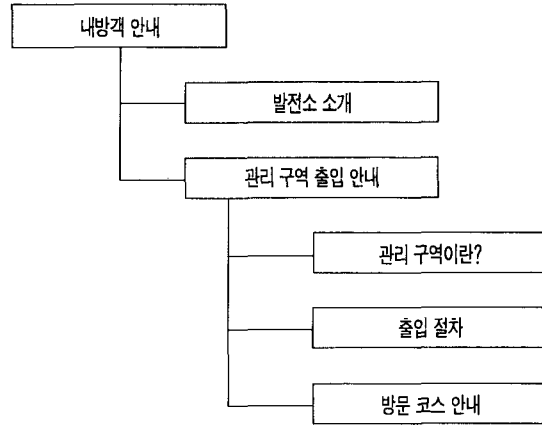 내방객 안내
발전소 소개
관리 구역 출입 안내
관리 구역이란?
출입 절차
방문 코스 안내